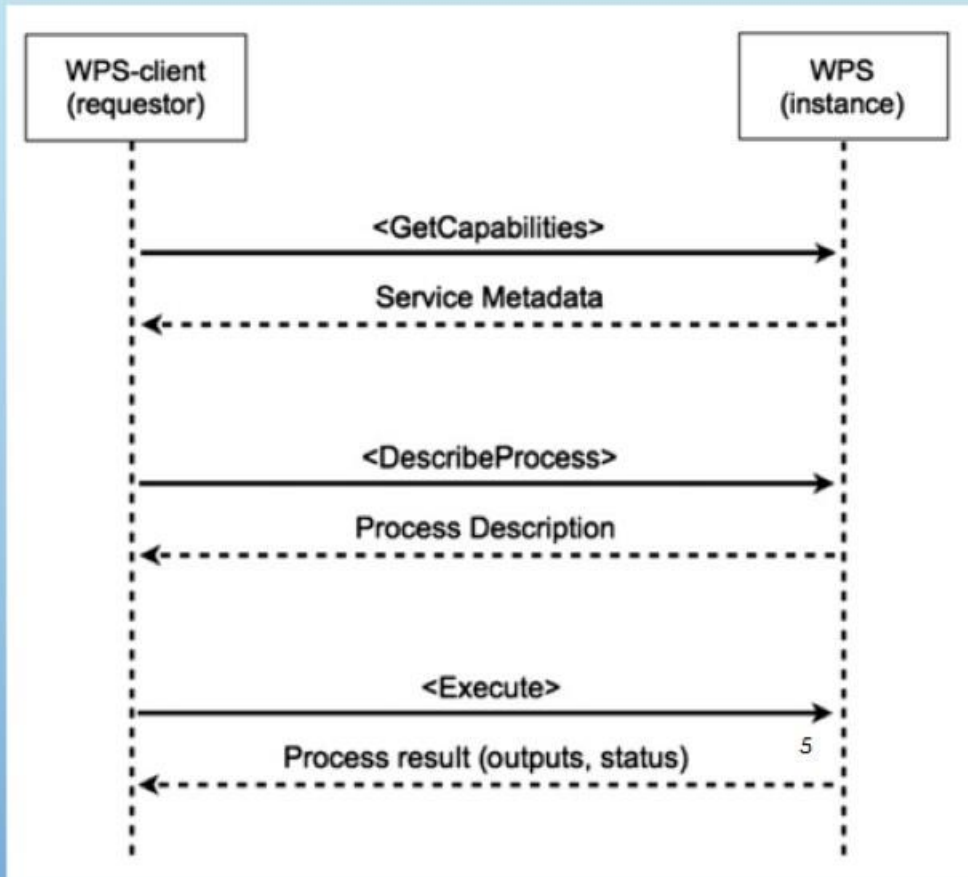 WPS-client
(requestor)
WPS
(instance)
<GetCapabilities>
Service Metadata
<DescribeProcess>
Process Description
<Execute>
5
Process result (outputs, status)